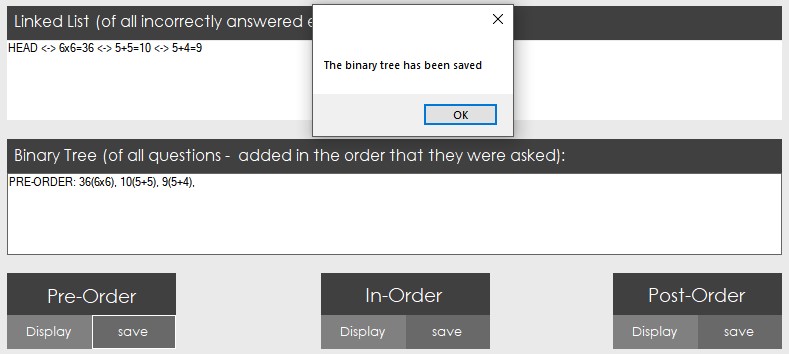 Linked List (of all incorrectly answered
HEAD <-> 6x6=36 <-> 5+5=10 <-> 5+4=9
The binary tree has been saved
OK
Binary Tree (of all questions - added in the order that they were asked):
PRE-ORDER: 36(6x6), 10(5+5), 9(5+4),
Pre-Order
Display
save
In-Order
Display
save
Post-Order
Display
save